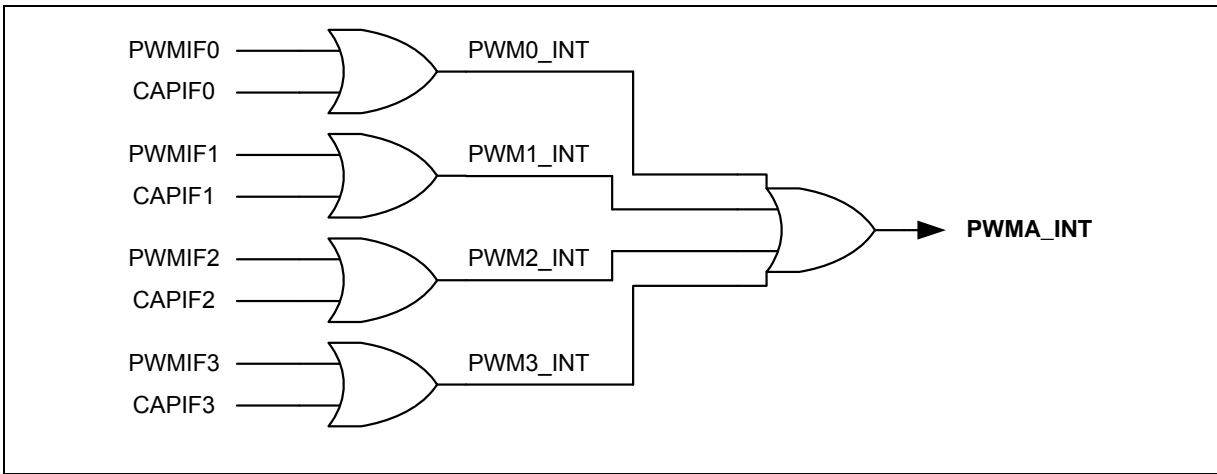 PWMIF0
PWM0_INT
CAPIF0
PWMIF1
PWM1_INT
CAPIF1
PWMA_INT
PWMIF2
PWM2_INT
CAPIF2
PWMIF3
PWM3_INT
CAPIF3